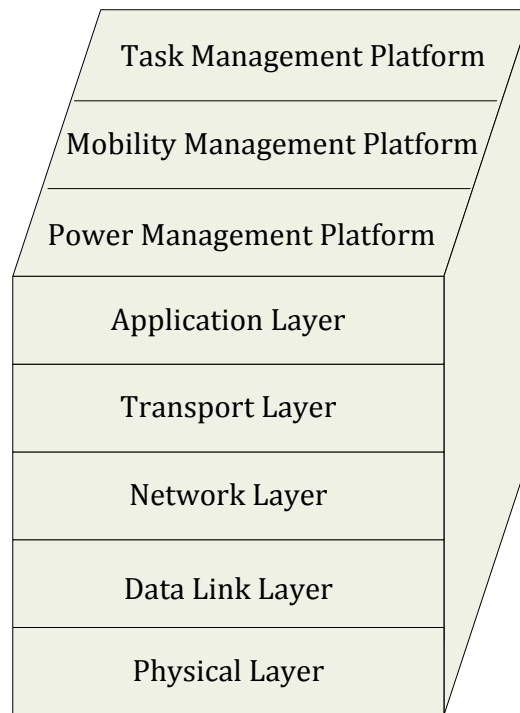 Task Management Platform
Mobility Management Platform
Power Management Platform
Application Layer
Transport Layer
Network Layer
Data Link Layer
Physical Layer